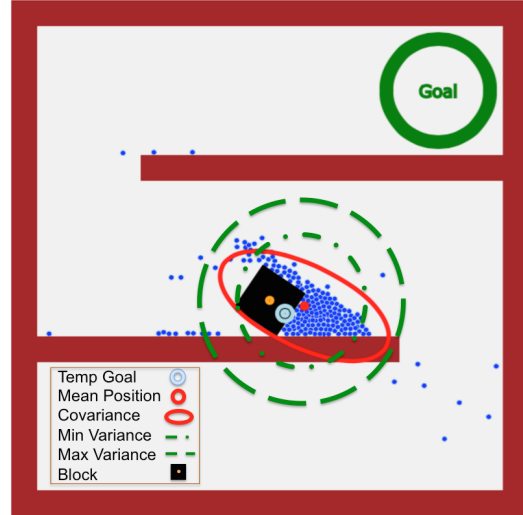 Goal
Temp Goal
Mean Position
Covariance
Min Variance
Max Variance
Block